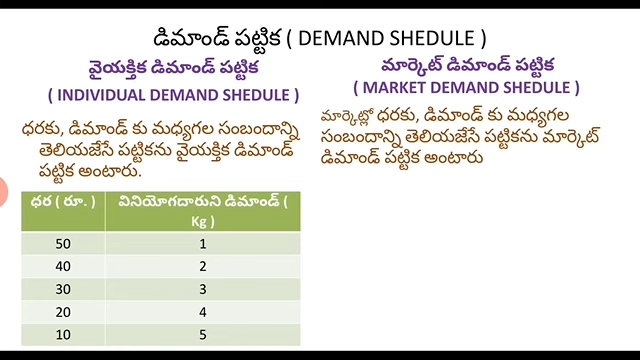 డిమాండ్ పట్టిక ( DEMAND SHEDULE )
వైయక్తిక డిమాండ్ పట్టిక
( INDIVIDUAL DEMAND SHEDULE )
ధరకు, డిమాండ్ కు మధ్యగల సంబందాన్ని
తెలియజేసే పట్టికను వైయక్తిక డిమాండ్
పట్టిక అంటారు.
ధర ( రూ. ) వినియోగదారుని డిమాండ్ (
Kg )
50 1
40 2
30 3
20 4
10 5
మార్కెట్ డిమాండ్ పట్టిక
( MARKET DEMAND SHEDULE )
మార్కెట్లో ధరకు, డిమాండ్ కు మధ్యగల
సంబందాన్ని తెలియజేసే పట్టికను మార్కెట్
డిమాండ్ పట్టిక అంటారు